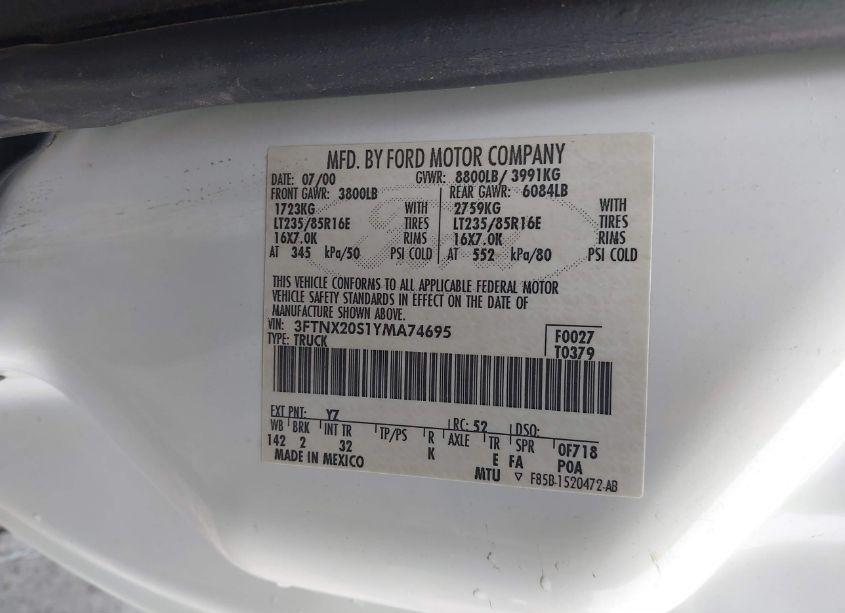 MFD. BY FORD MOTOR COMPANY
DATE: 07/00 GVWR: 8800LB/ 3991KG
FRONT GAWR: 3800LB REAR GAWR: 6084LB
1723KG WITH 2759KG WITH
LT235/85R16E TIRES LT235/85R16E TIRES
16X7.0K RIMS 16X7.0K RIMS
AT 345 kPa/50 PSI COLD AT 552 kPa/80 PSI COLD
THIS VEHICLE CONFORMS TO ALL APPLICABLE FEDERAL MOTOR
VEHICLE SAFETY STANDARDS IN EFFECT ON THE DATE OF
MANUFACTURE SHOWN ABOVE.
VIN: 3FTNX20S1YMA74695 F0027
TYPE: TRUCK T0379
EXT PNT: YZ RC: 52 DSO:
WB BRK INT TR TP/PS R AXLE TR SPR 0F718
142 2 32 K E FA POA
MADE IN MEXICO MTU ▽ F85B-1520472-AB